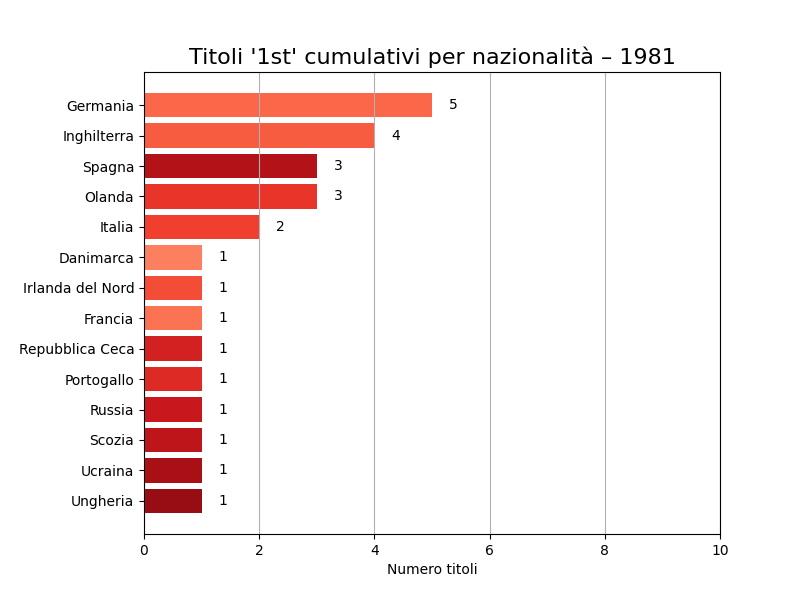 Titoli '1st' cumulativi per nazionalità – 1981
Germania 5
Inghilterra 4
Spagna 3
Olanda 3
Italia 2
Danimarca 1
Irlanda del Nord 1
Francia 1
Repubblica Ceca 1
Portogallo 1
Russia 1
Scozia 1
Ucraina 1
Ungheria 1
0 2 4 6 8 10
Numero titoli